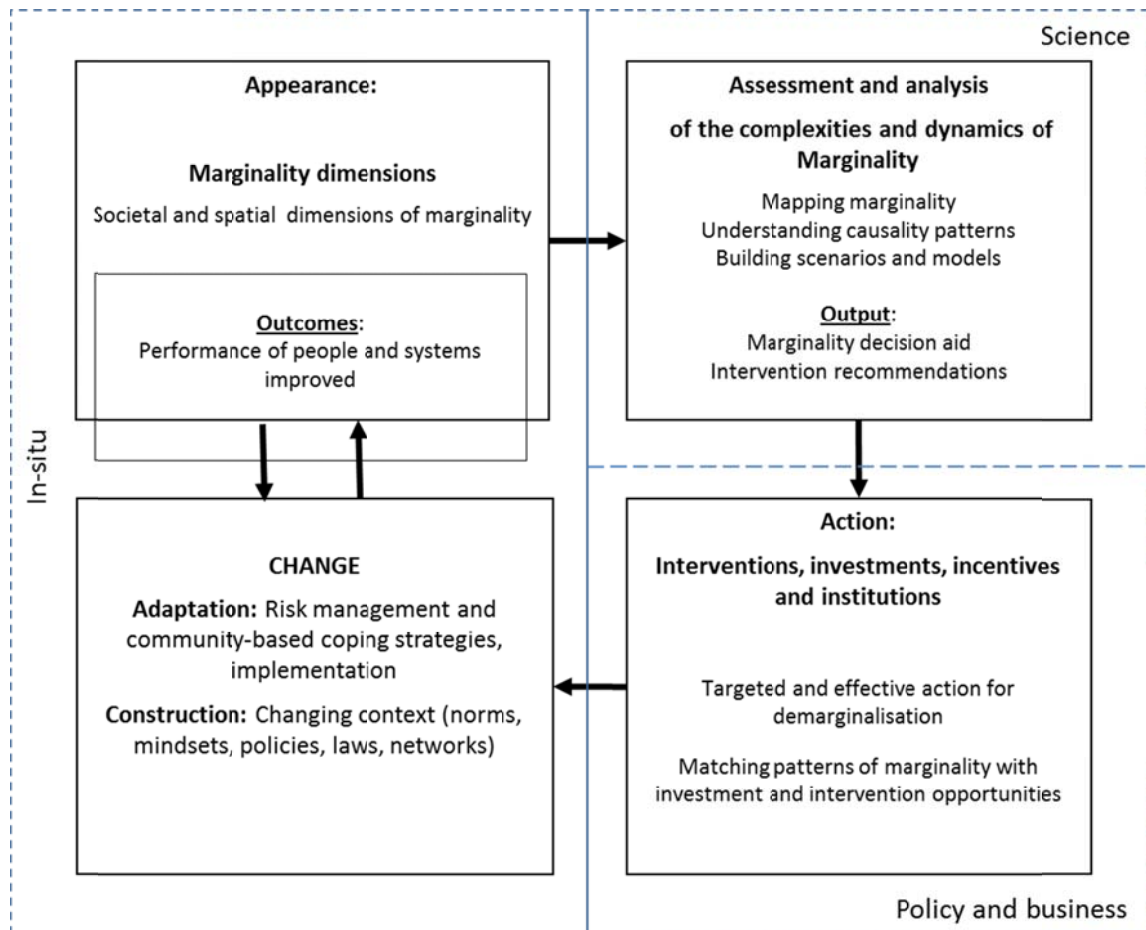 Science
Appearance:
Marginality dimensions
Societal and spatial dimensions of marginality
Outcomes:
Performance of people and systems
improved
Assessment and analysis
of the complexities and dynamics of
Marginality
Mapping marginality
Understanding causality patterns
Building scenarios and models
Output:
Marginality decision aid
Intervention recommendations
In-situ
CHANGE
Adaptation: Risk management and
community-based coping strategies,
implementation
Construction: Changing context (norms,
mindsets, policies, laws, networks)
Action:
Interventions, investments, incentives
and institutions
Targeted and effective action for
demarginalisation
Matching patterns of marginality with
investment and intervention opportunities
Policy and business